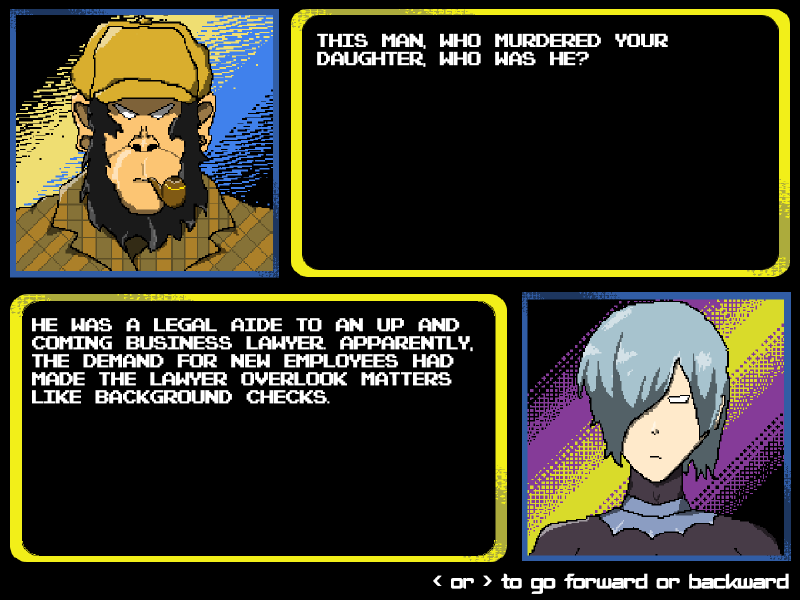 THIS MAN, WHO MURDERED YOUR
DAUGHTER, WHO WAS HE?
HE WAS A LEGAL AIDE TO AN UP AND
COMING BUSINESS LAWYER. APPARENTLY,
THE DEMAND FOR NEW EMPLOYEES HAD
MADE THE LAWYER OVERLOOK MATTERS
LIKE BACKGROUND CHECKS.
< or > to go forward or backward